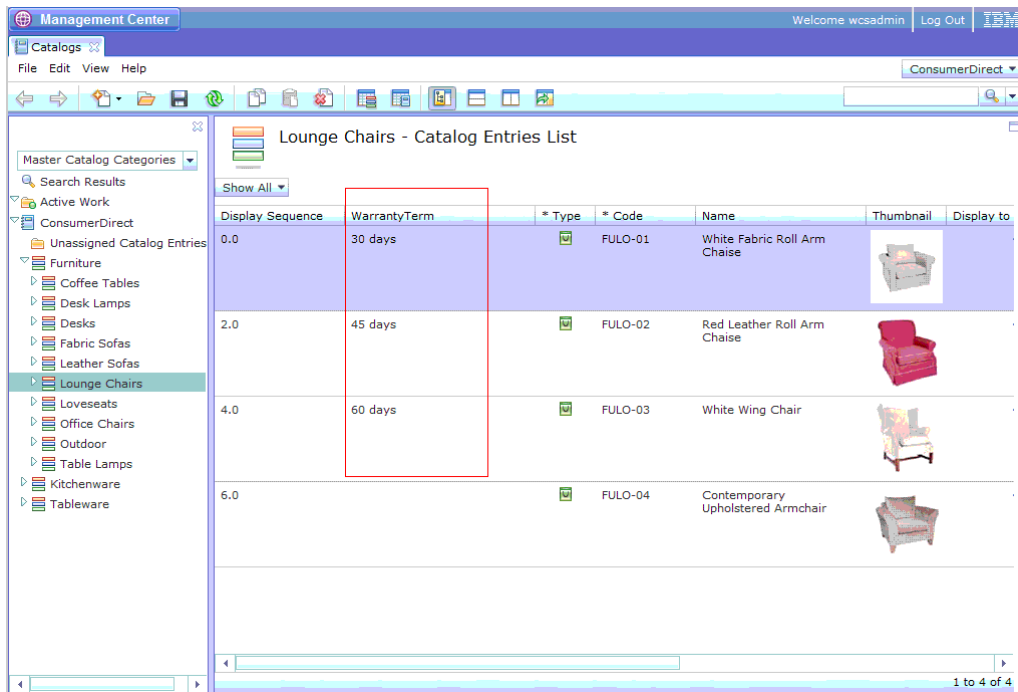 Management Center
Welcome wcsadmin Log Out IBM
Catalogs
File Edit View Help
ConsumerDirect
Lounge Chairs - Catalog Entries List
Master Catalog Categories
Search Results
Active Work
ConsumerDirect
Unassigned Catalog Entries
Furniture
Coffee Tables
Desk Lamps
Desks
Fabric Sofas
Leather Sofas
Lounge Chairs
Loveseats
Office Chairs
Outdoor
Table Lamps
Kitchenware
Tableware
Show All
Display Sequence WarrantyTerm * Type * Code Name Thumbnail Display to
0.0 30 days FULO-01 White Fabric Roll Arm
Chaise
2.0 45 days FULO-02 Red Leather Roll Arm
Chaise
4.0 60 days FULO-03 White Wing Chair
6.0 FULO-04 Contemporary
Upholstered Armchair
1 to 4 of 4